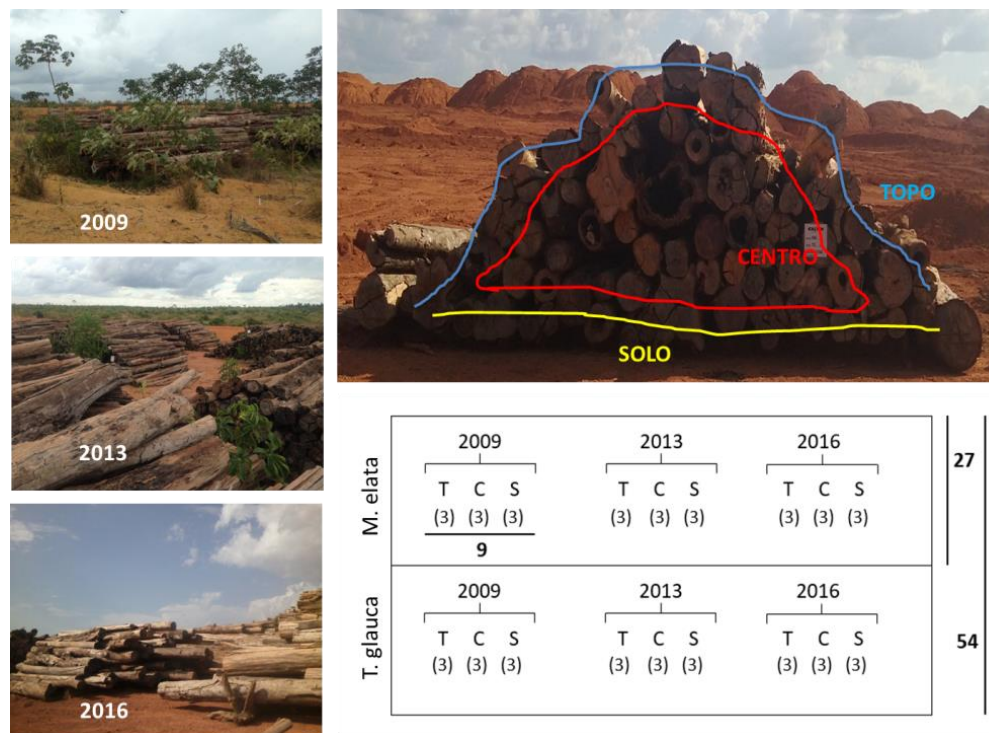 2009
2013
2016
TOPO
CENTRO
SOLO
M. elata
2009 2013 2016
T C S T C S T C S
(3) (3) (3) (3) (3) (3) (3) (3) (3)
9
27
T. glauca
2009 2013 2016
T C S T C S T C S
(3) (3) (3) (3) (3) (3) (3) (3) (3)
54